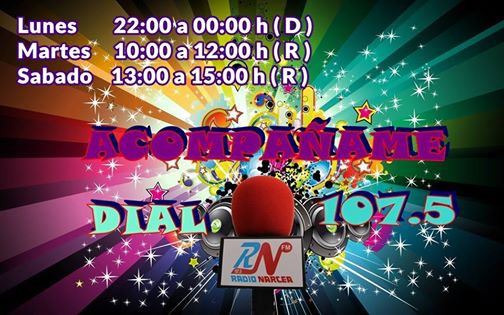 Lunes 22:00 a 00:00 h ( D )
Martes 10:00 a 12:00 h ( R )
Sabado 13:00 a 15:00 h ( R )
ACOMPAÑAME
DIAL 107.5
RN FM
RADIO NARCEA